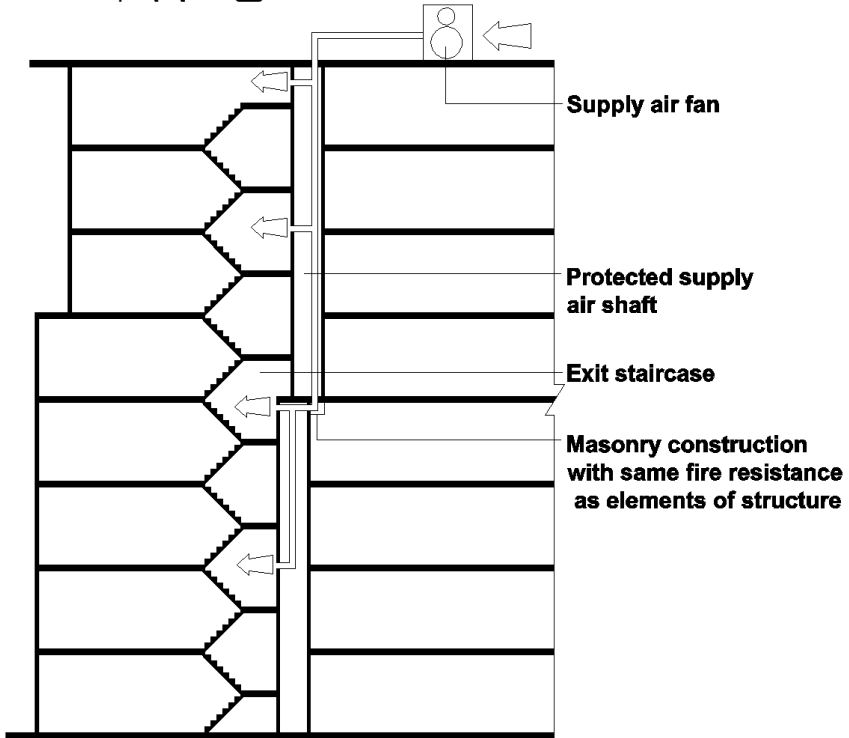 Supply air fan
Protected supply
air shaft
Exit staircase
Masonry construction
with same fire resistance
as elements of structure